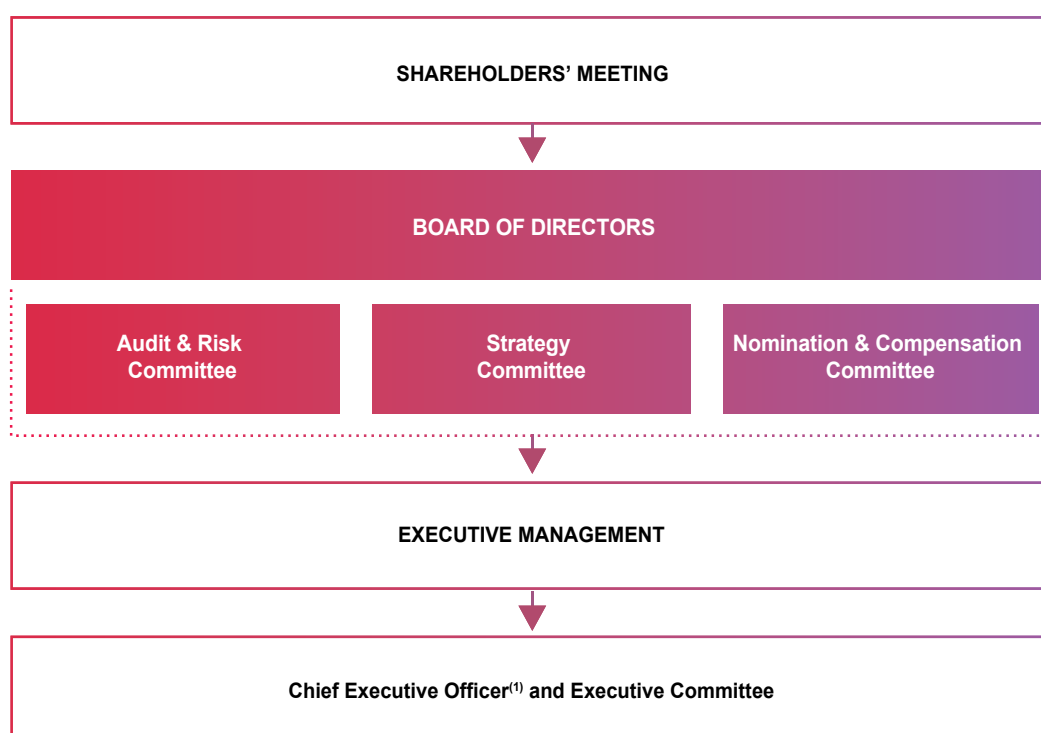 SHAREHOLDERS’ MEETING
BOARD OF DIRECTORS
Audit & Risk
Committee
Strategy
Committee
Nomination & Compensation
Committee
EXECUTIVE MANAGEMENT
Chief Executive Officer(1) and Executive Committee